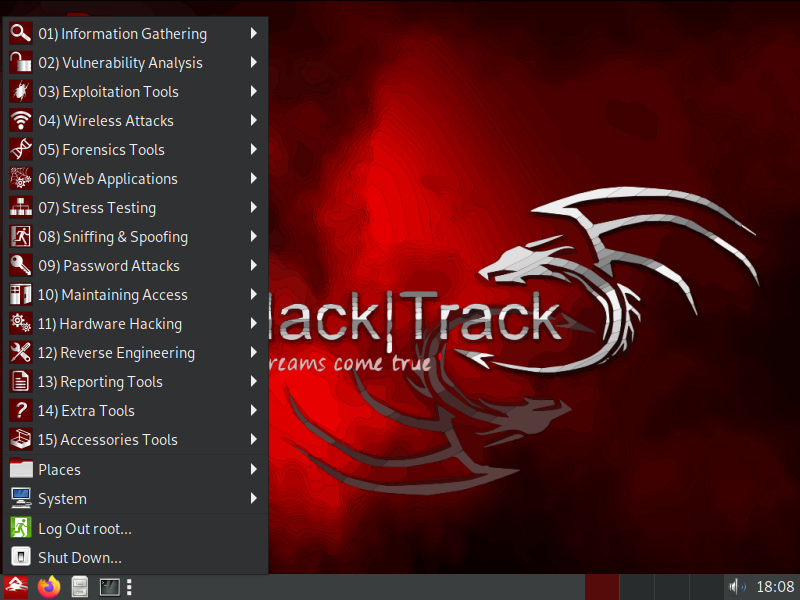 01) Information Gathering
02) Vulnerability Analysis
03) Exploitation Tools
04) Wireless Attacks
05) Forensics Tools
06) Web Applications
07) Stress Testing
08) Sniffing & Spoofing
09) Password Attacks
10) Maintaining Access
11) Hardware Hacking
12) Reverse Engineering
13) Reporting Tools
14) Extra Tools
15) Accessories Tools
Places
System
Log Out root...
Shut Down...
lack|Track
reams come true
18:08